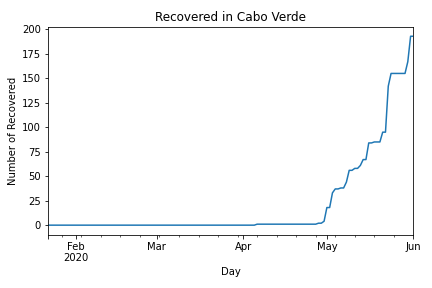 Recovered in Cabo Verde
Number of Recovered
200
175
150
125
100
75
50
25
0
Feb
2020
Mar
Apr
May
Jun
Day